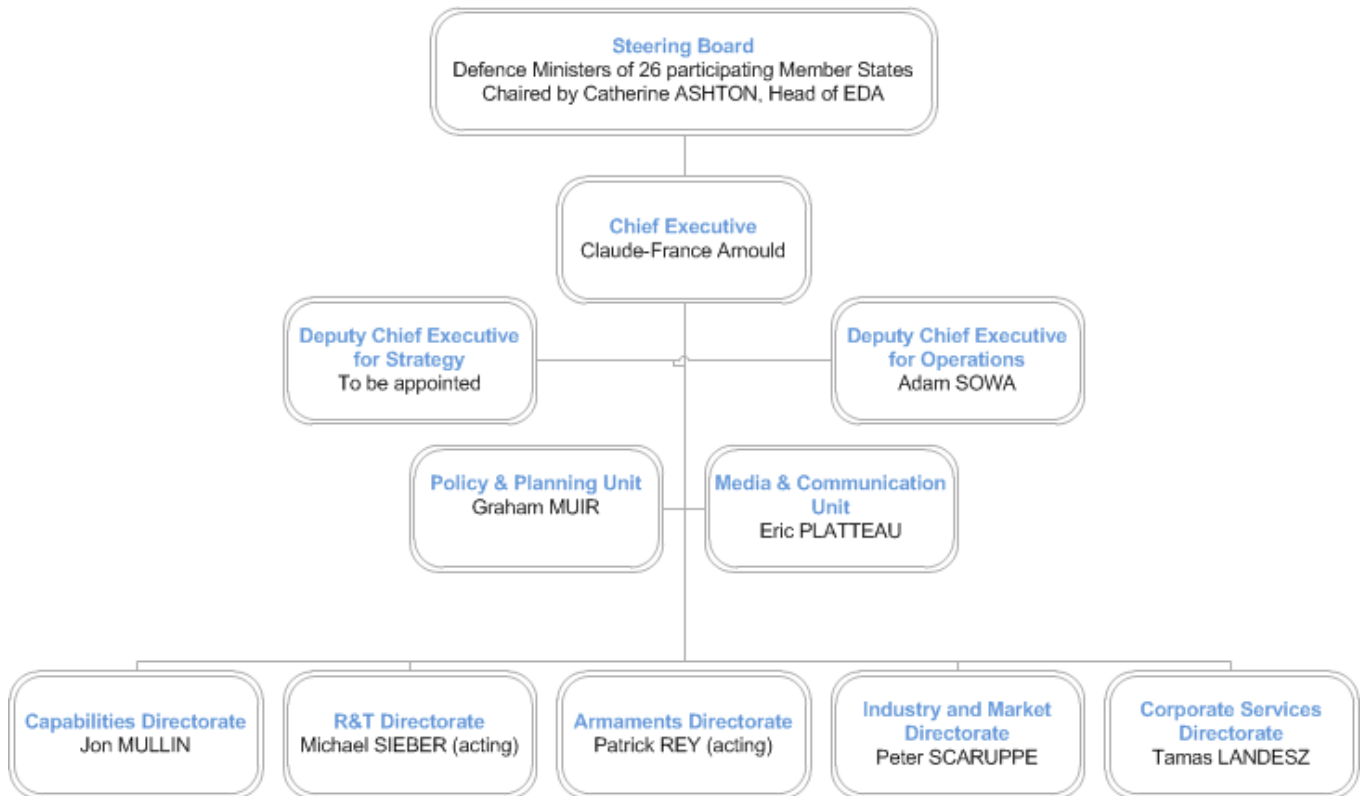 Steering Board
Defence Ministers of 26 participating Member States
Chaired by Catherine ASHTON, Head of EDA
Chief Executive
Claude-France Arnould
Deputy Chief Executive
for Strategy
To be appointed
Deputy Chief Executive
for Operations
Adam SOWA
Policy & Planning Unit
Graham MUIR
Media & Communication
Unit
Eric PLATTEAU
Capabilities Directorate
Jon MULLIN
R&T Directorate
Michael SIEBER (acting)
Armaments Directorate
Patrick REY (acting)
Industry and Market
Directorate
Peter SCARUPPE
Corporate Services
Directorate
Tamas LANDESZ